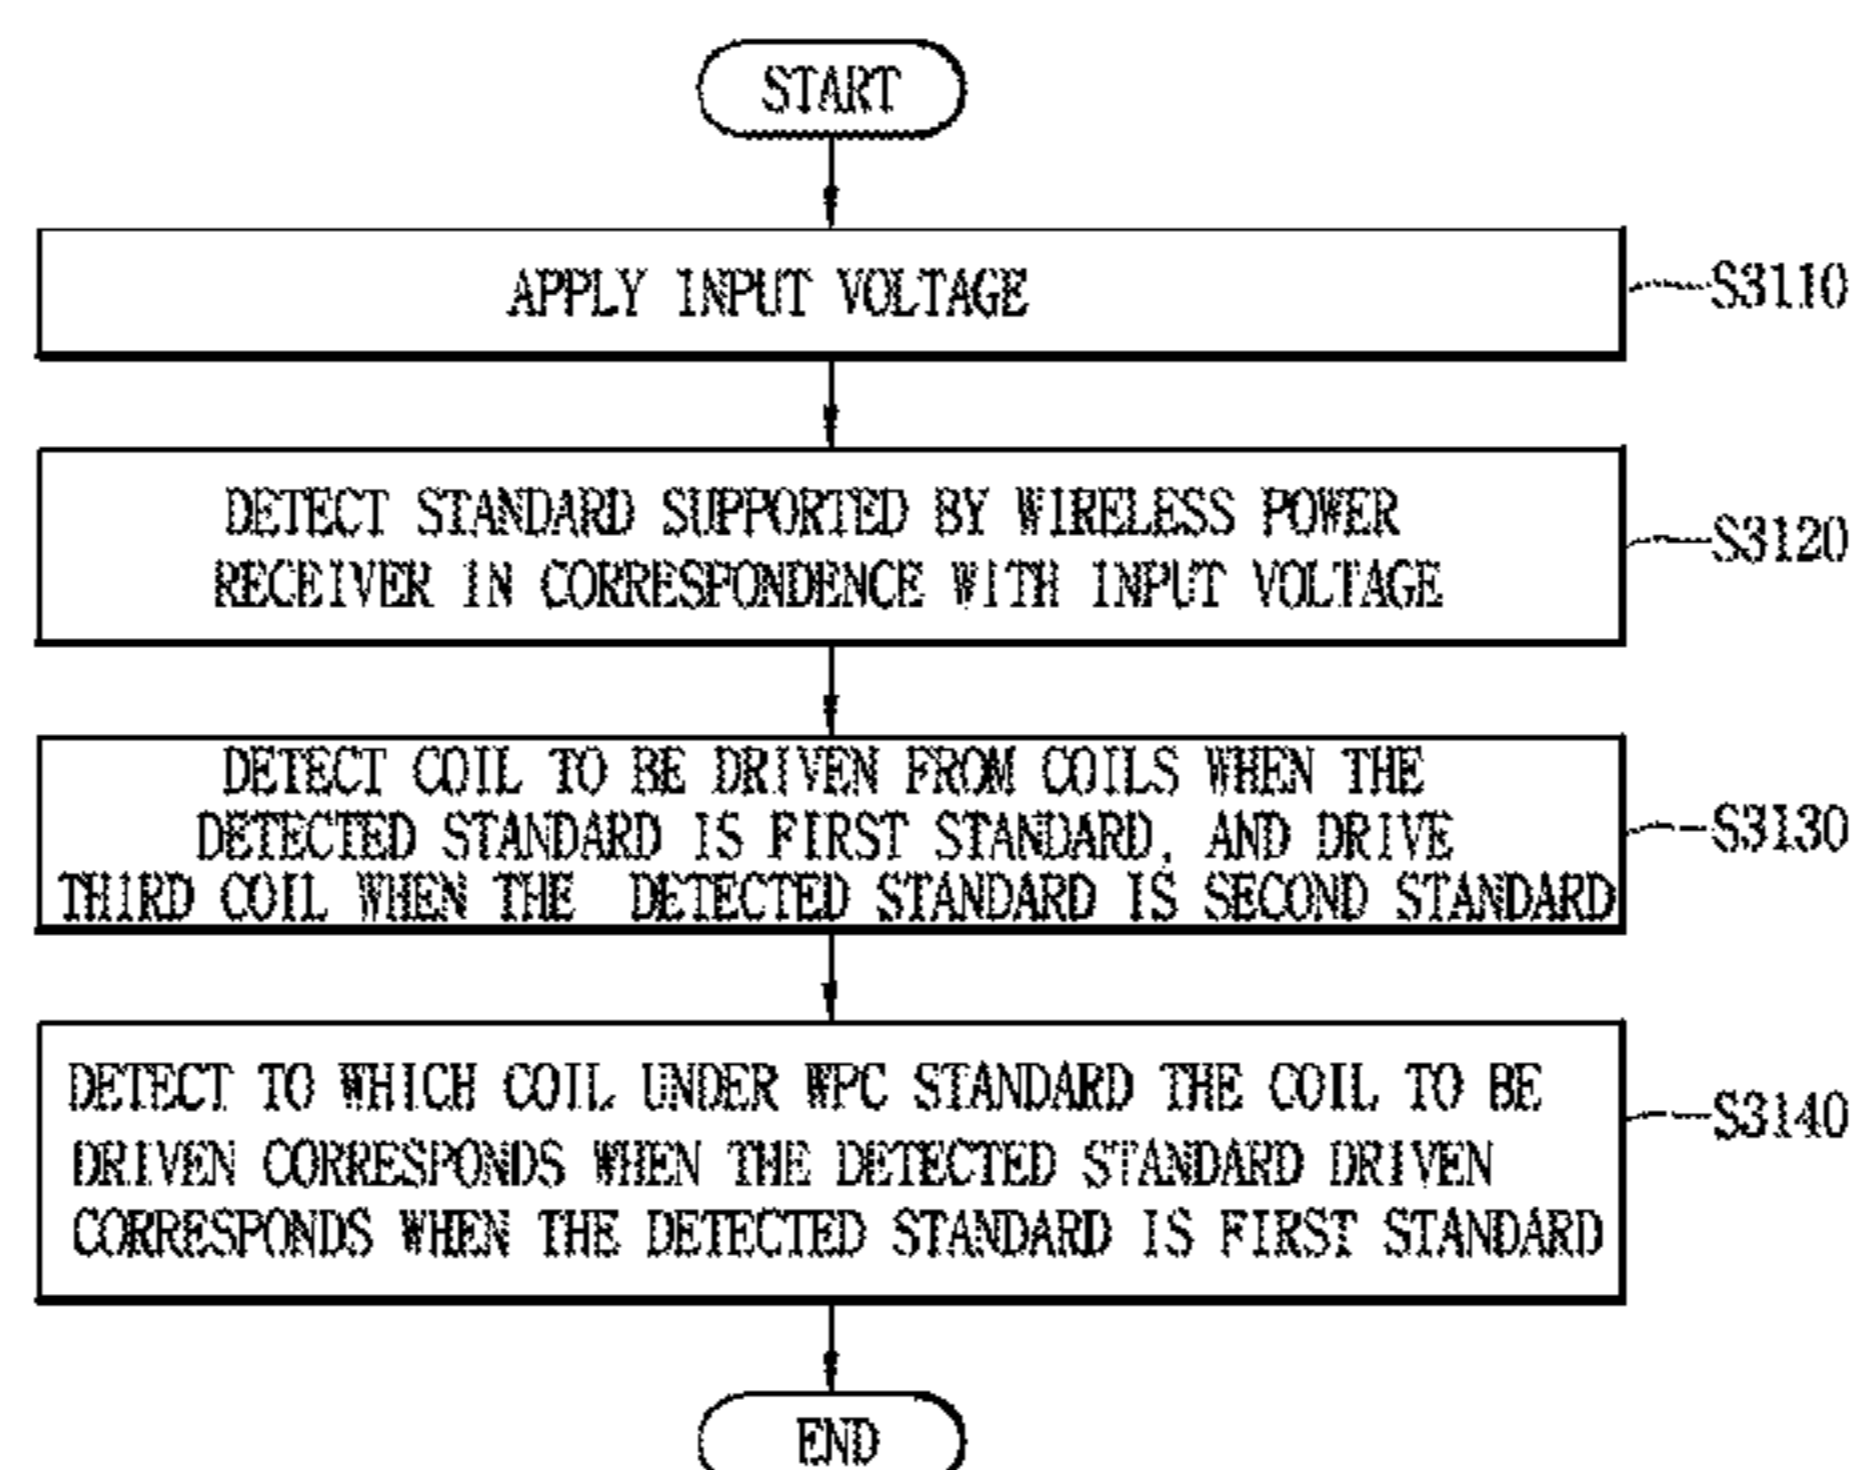 START
APPLY INPUT VOLTAGE
S3110
DETECT STANDARD SUPPORTED BY WIRELESS POWER
RECEIVER IN CORRESPONDENCE WITH INPUT VOLTAGE
S3120
DETECT COIL TO BE DRIVEN FROM COILS WHEN THE
DETECTED STANDARD IS FIRST STANDARD, AND DRIVE
THIRD COIL WHEN THE DETECTED STANDARD IS SECOND STANDARD
S3130
DETECT TO WHICH COIL UNDER WPC STANDARD THE COIL TO BE
DRIVEN CORRESPONDS WHEN THE DETECTED STANDARD DRIVEN
CORRESPONDS WHEN THE DETECTED STANDARD IS FIRST STANDARD
S3140
END